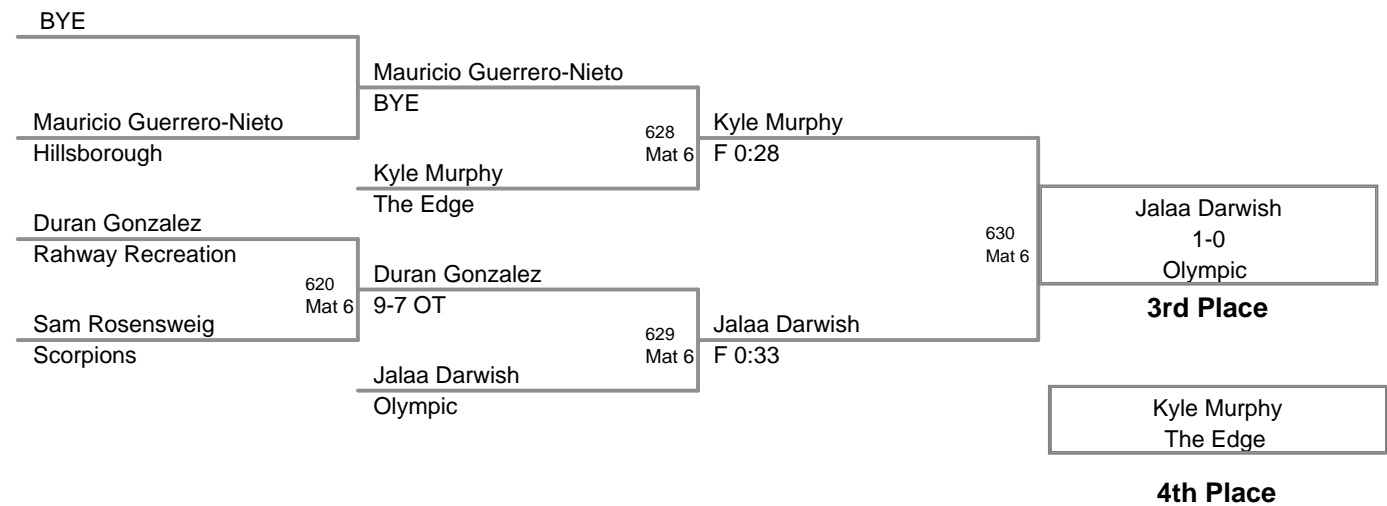 BYE
Mauricio Guerrero-Nieto
Hillsborough
Duran Gonzalez
Rahway Recreation
620
Mat 6
Sam Rosensweig
Scorpions
Mauricio Guerrero-Nieto
BYE
628
Mat 6
Kyle Murphy
The Edge
Duran Gonzalez
9-7 OT
629
Mat 6
Jalaa Darwish
Olympic
Kyle Murphy
F 0:28
630
Mat 6
Jalaa Darwish
F 0:33
Jalaa Darwish
1-0
Olympic
3rd Place
Kyle Murphy
The Edge
4th Place